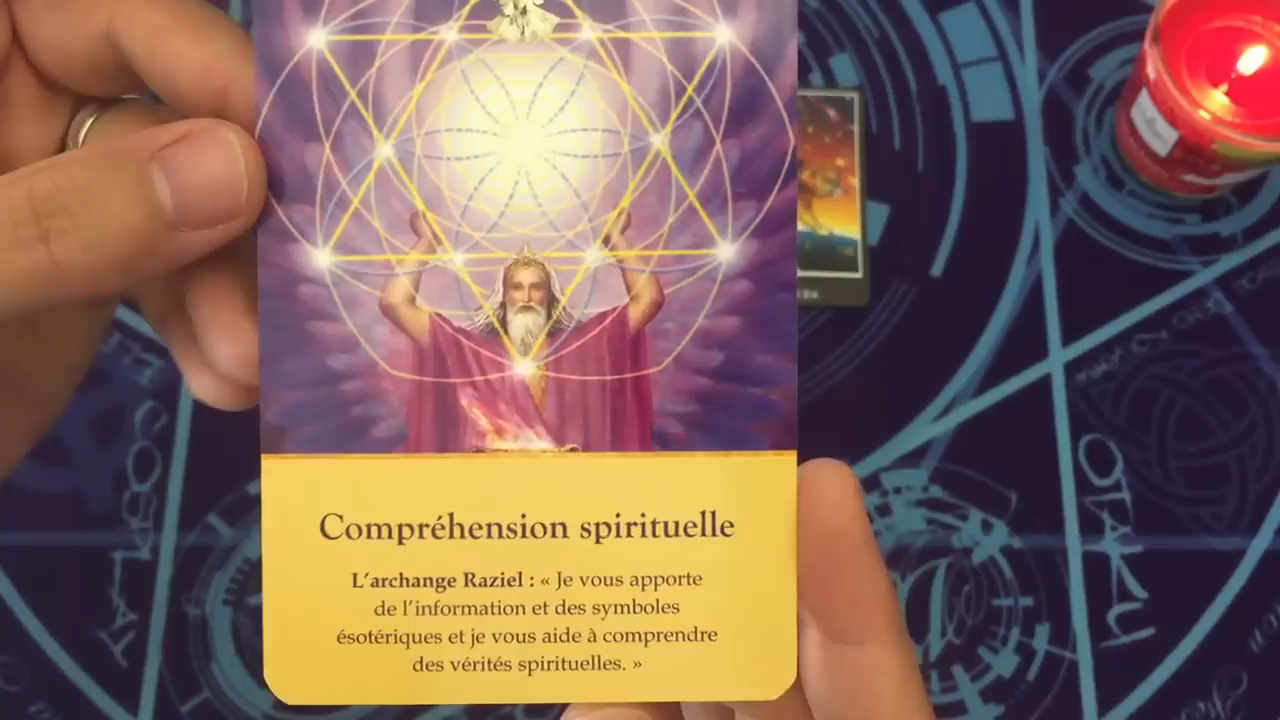 Compréhension spirituelle
L'archange Raziel : « Je vous apporte
de l'information et des symboles
ésotériques et je vous aide à comprendre
des vérités spirituelles. »
OTAKU